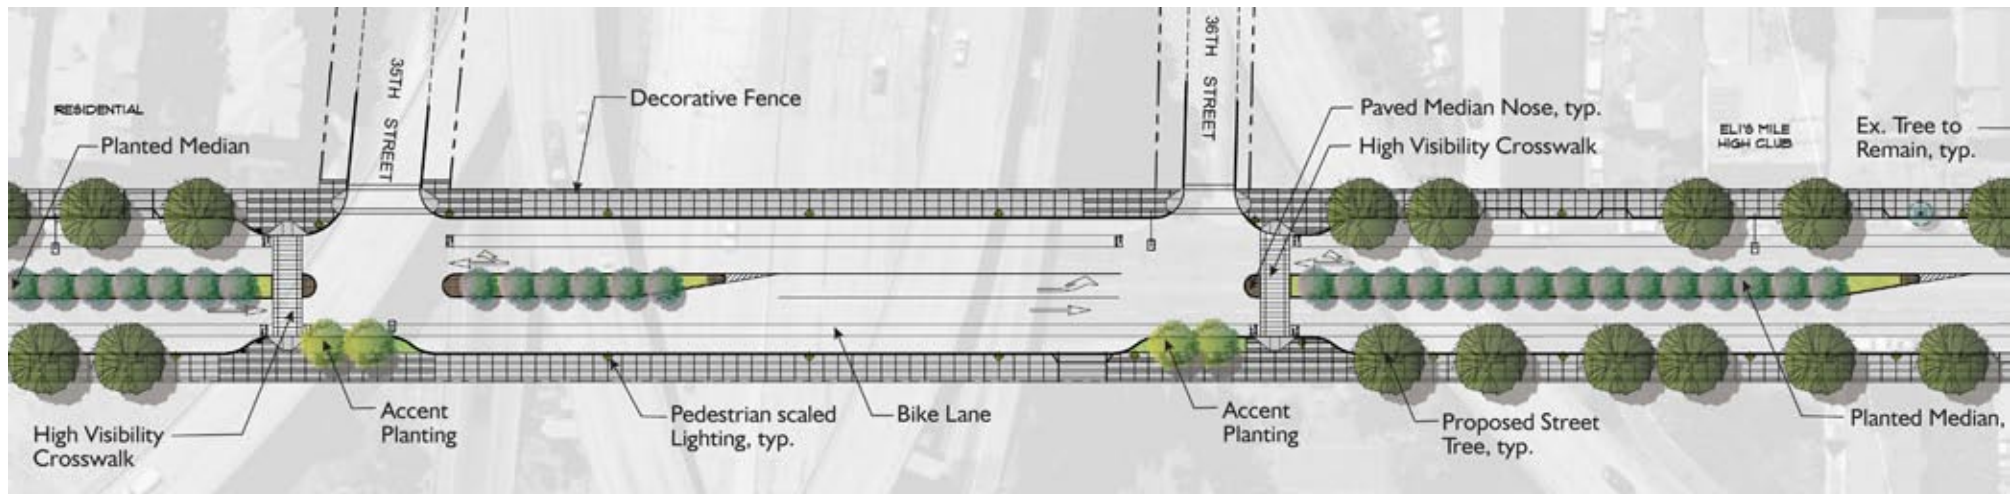 RESIDENTIAL
Planted Median
35TH STREET
Decorative Fence
36TH STREET
Paved Median Nose, typ.
High Visibility Crosswalk
ELI'S MILE
HIGH CLUB
Ex. Tree to
Remain, typ.
High Visibility
Crosswalk
Accent
Planting
Pedestrian scaled
Lighting, typ.
Bike Lane
Accent
Planting
Proposed Street
Tree, typ.
Planted Median,